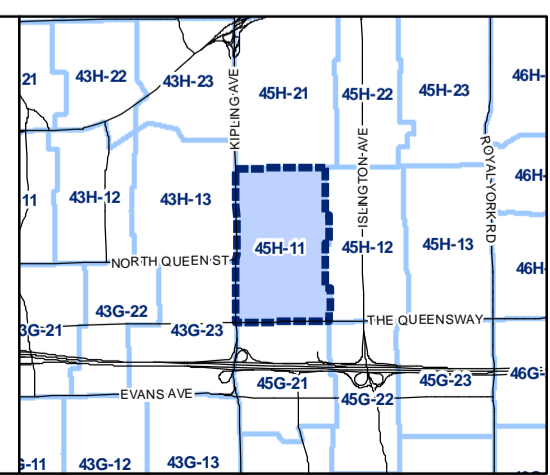 21
43H-22
43H-23
KIPLING AVE
45H-21
45H-22
45H-23
46H-
ISLINGTON AVE
ROYAL YORK RD
46H-
11
43H-12
43H-13
45H-11
45H-12
45H-13
46H-
NORTH QUEEN ST
43G-22
3G-21
43G-23
THE QUEENSWAY
45G-21
45G-22
45G-23
46G-
EVANS AVE
G-11
43G-12
43G-13